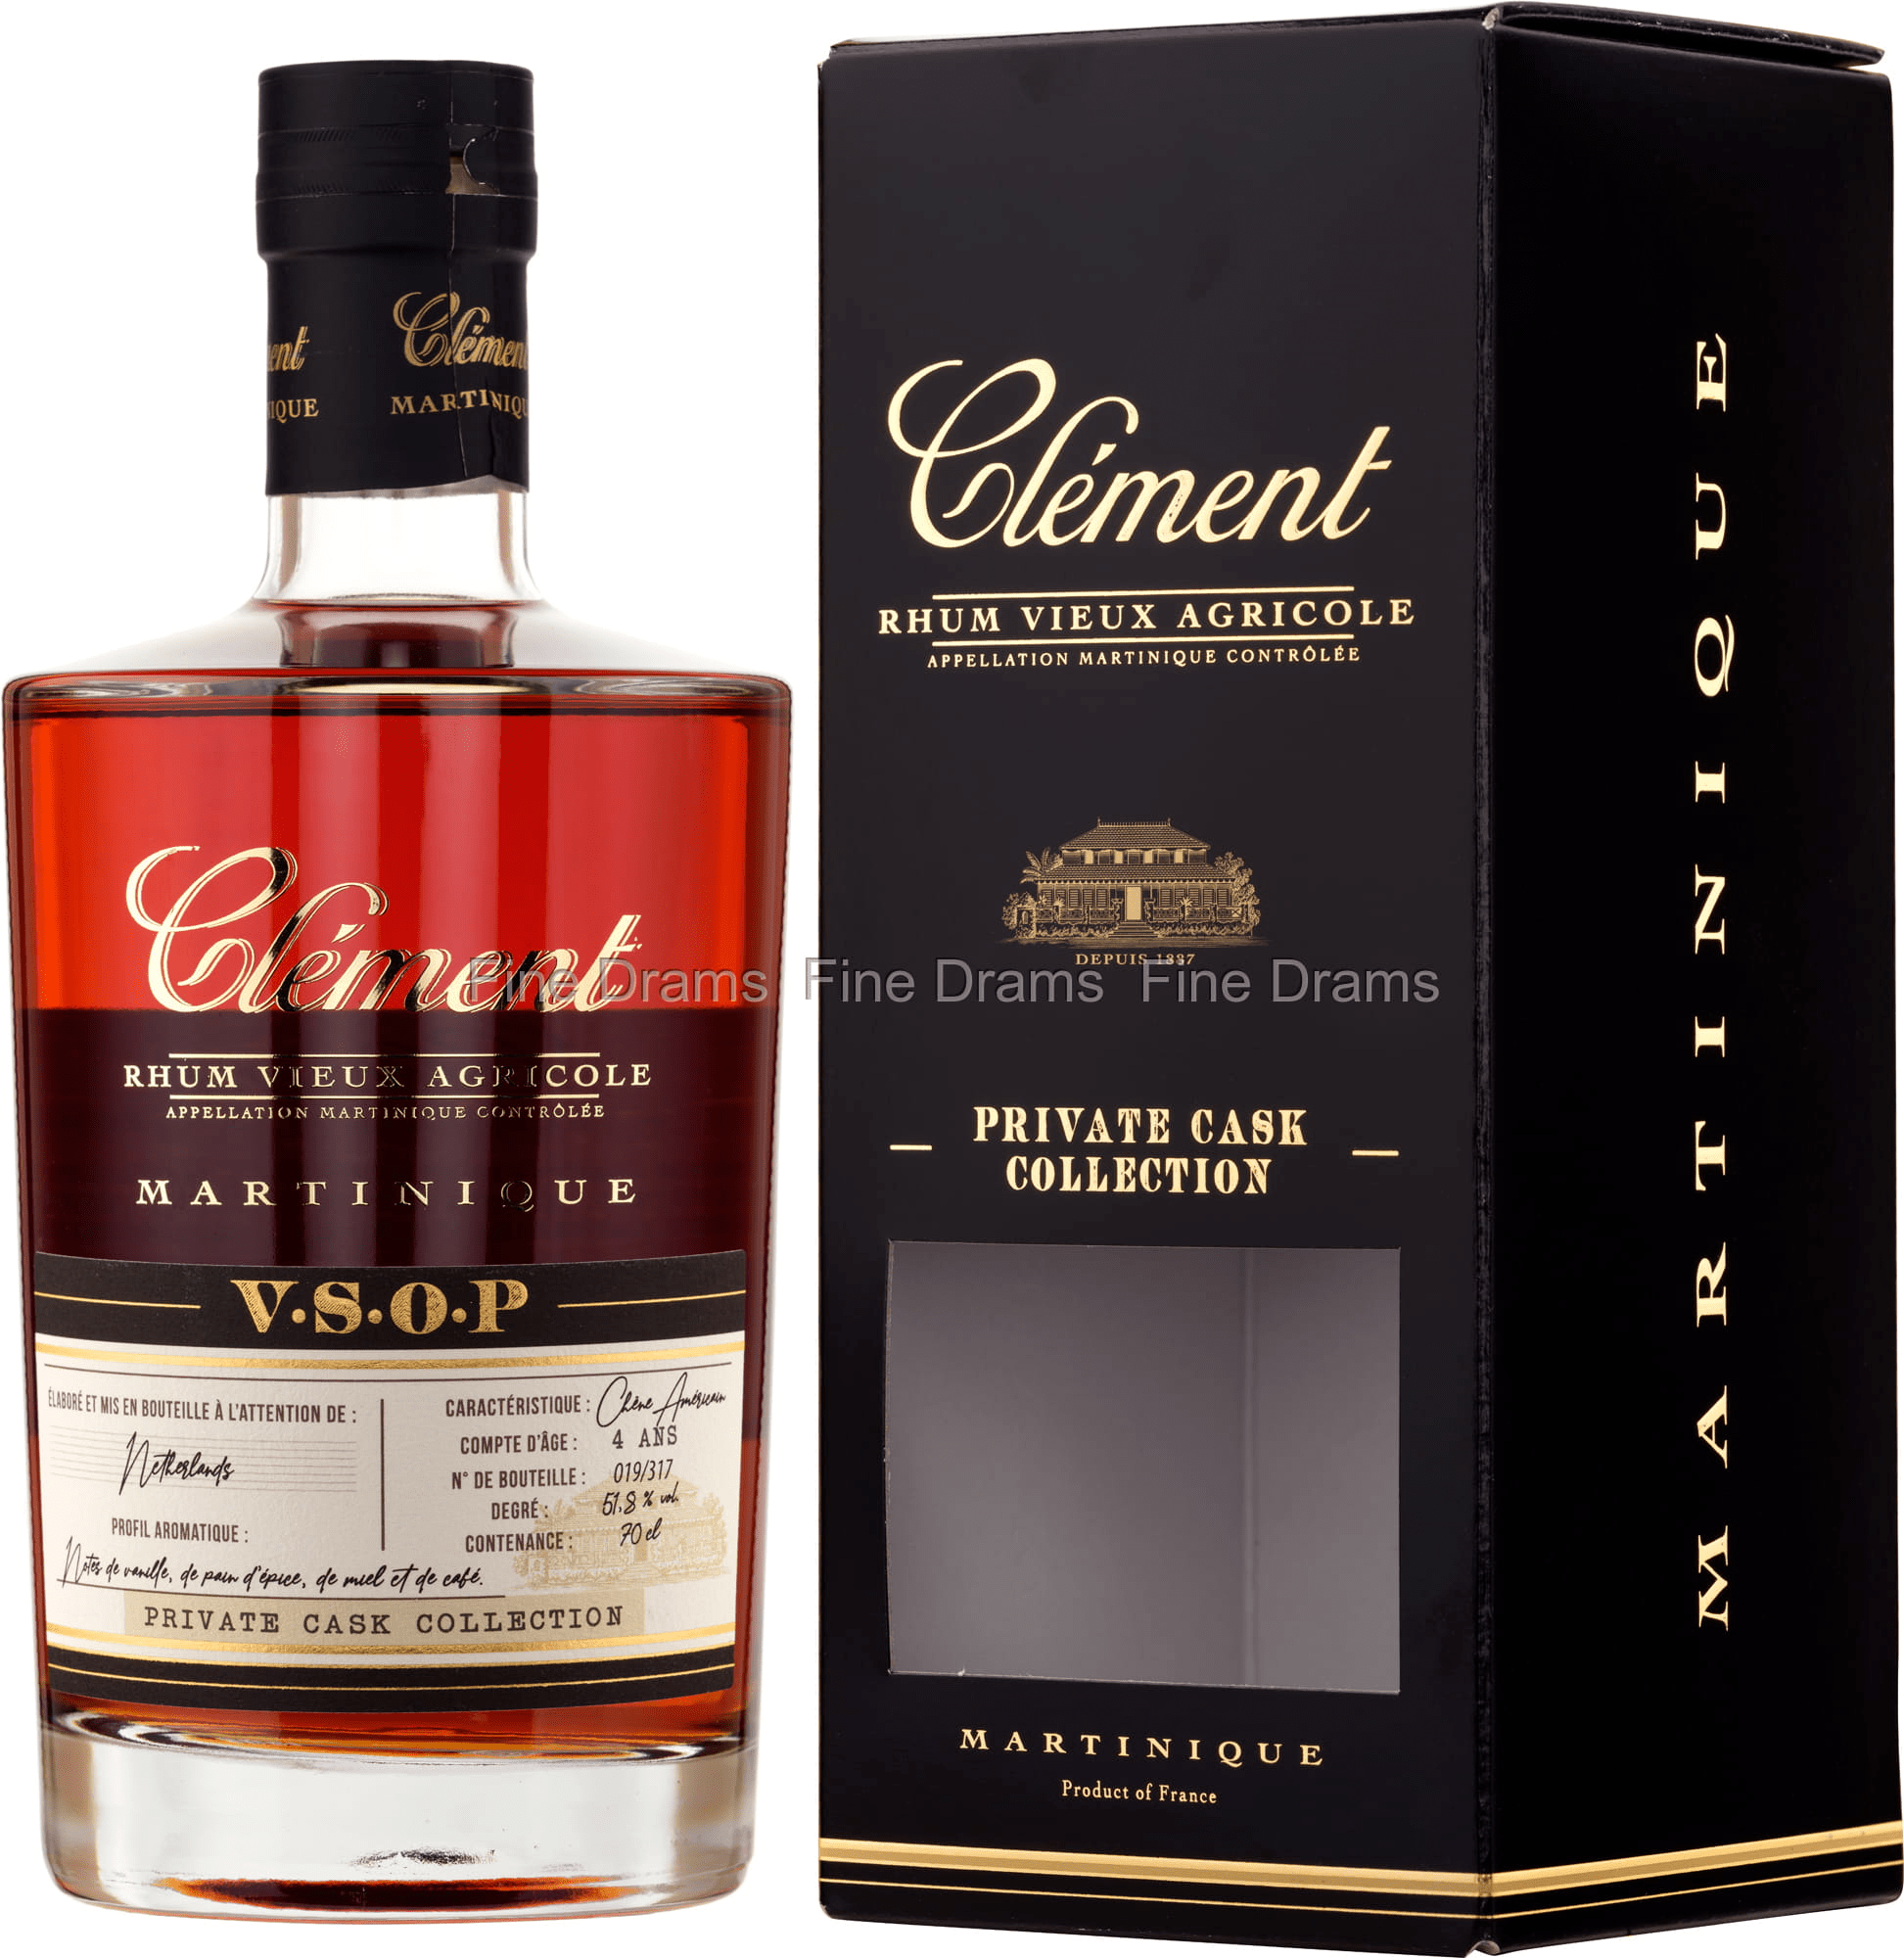 Clément
MARTINIQUE
Clément
RHUM VIEUX AGRICOLE
APPELLATION MARTINIQUE CONTRÔLÉE
MARTINIQUE
V.S.O.P
ÉLABORÉ ET MIS EN BOUTEILLE À L'ATTENTION DE :
Netherlands
PROFIL AROMATIQUE :
Notes de vanille, de pain d'épice, de miel et de café.
CARACTÉRISTIQUE : Chêne Américain
COMPTE D'ÂGE : 4 ANS
N° DE BOUTEILLE : 019/317
DEGRÉ : 51,8 % vol.
CONTENANCE : 70 cl
PRIVATE CASK COLLECTION
Clément
RHUM VIEUX AGRICOLE
APPELLATION MARTINIQUE CONTRÔLÉE
DEPUIS 1887
Fine Drams Fine Drams Fine Drams
PRIVATE CASK
COLLECTION
MARTINIQUE
Product of France
MARTINIQUE